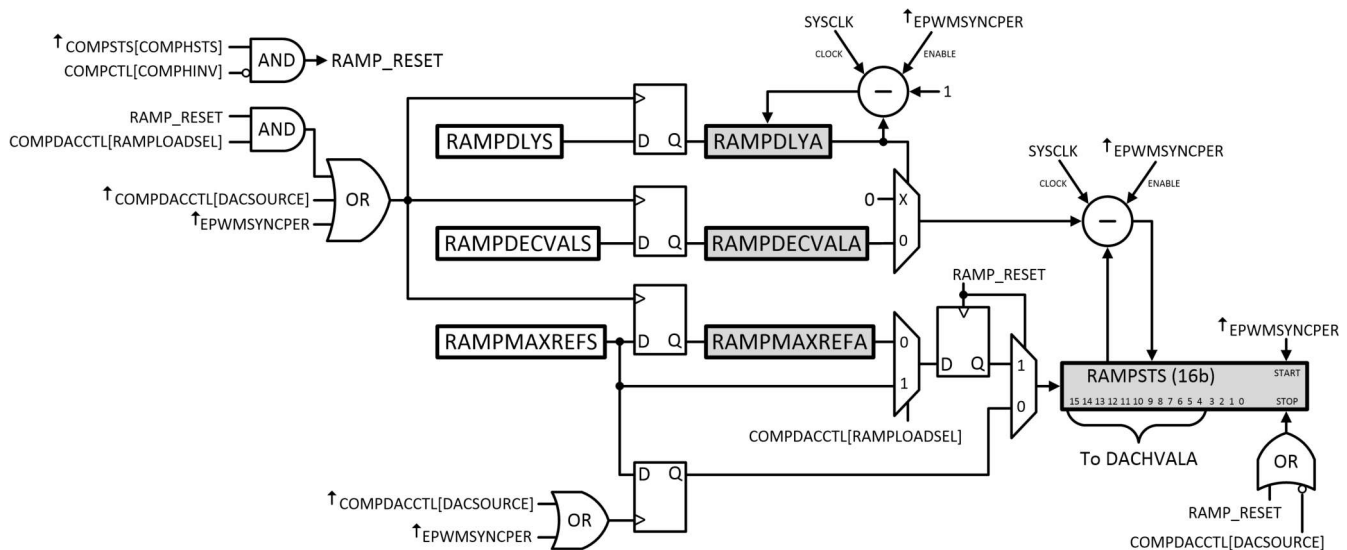 SYSCLK
↑EPWMSYNCPER
CLOCK
ENABLE
↑COMPSTS[COMPHSTS]
COMPCTL[COMPHINV]
AND
RAMP_RESET
−
1
RAMP_RESET
COMPDACCTL[RAMPLOADSEL]
AND
RAMPDLYS
D Q
RAMPDLYA
SYSCLK
↑EPWMSYNCPER
CLOCK
ENABLE
↑COMPDACCTL[DACSOURCE]
↑EPWMSYNCPER
OR
0
X
0
−
RAMPDECVALS
D Q
RAMPDECVALA
RAMP_RESET
RAMPMAXREFS
D Q
RAMPMAXREFA
0
1
D Q
1
0
↑EPWMSYNCPER
RAMPSTS (16b)
START
15 14 13 12 11 10 9 8 7 6 5 4 3 2 1 0
STOP
COMPDACCTL[RAMPLOADSEL]
To DACHVALA
OR
D Q
↑COMPDACCTL[DACSOURCE]
↑EPWMSYNCPER
OR
RAMP_RESET
COMPDACCTL[DACSOURCE]